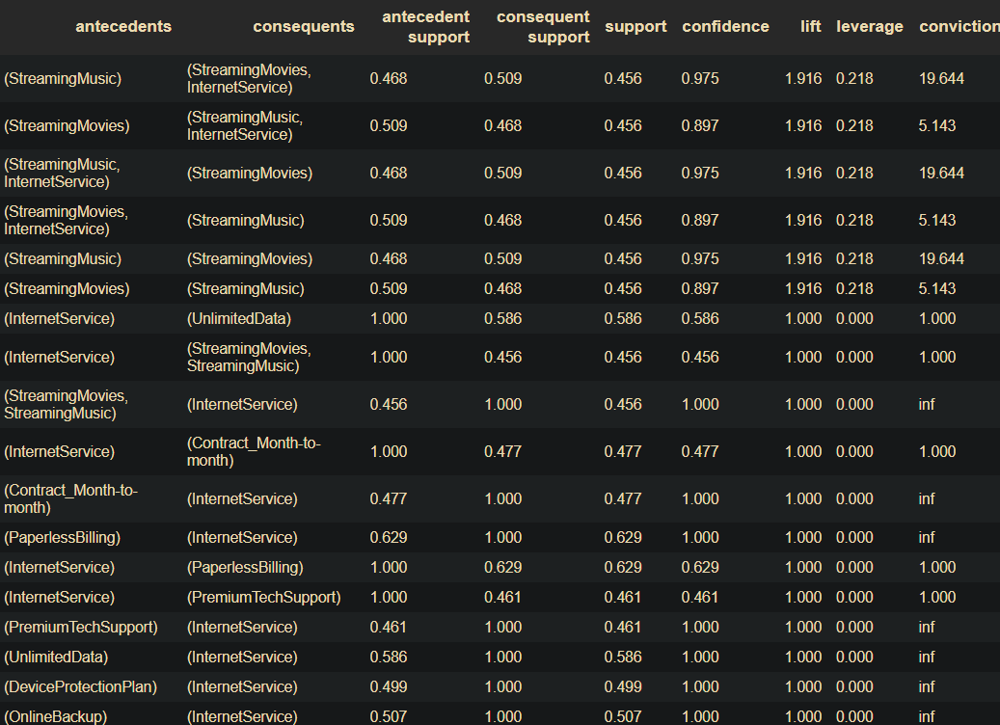 antecedents consequents antecedent support consequent support support confidence lift leverage conviction
(StreamingMusic) (StreamingMovies, InternetService) 0.468 0.509 0.456 0.975 1.916 0.218 19.644
(StreamingMovies) (StreamingMusic, InternetService) 0.509 0.468 0.456 0.897 1.916 0.218 5.143
(StreamingMusic, InternetService) (StreamingMovies) 0.468 0.509 0.456 0.975 1.916 0.218 19.644
(StreamingMovies, InternetService) (StreamingMusic) 0.509 0.468 0.456 0.897 1.916 0.218 5.143
(StreamingMusic) (StreamingMovies) 0.468 0.509 0.456 0.975 1.916 0.218 19.644
(StreamingMovies) (StreamingMusic) 0.509 0.468 0.456 0.897 1.916 0.218 5.143
(InternetService) (UnlimitedData) 1.000 0.586 0.586 0.586 1.000 0.000 1.000
(InternetService) (StreamingMovies, StreamingMusic) 1.000 0.456 0.456 0.456 1.000 0.000 1.000
(StreamingMovies, StreamingMusic) (InternetService) 0.456 1.000 0.456 1.000 1.000 0.000 inf
(InternetService) (Contract_Month-to-month) 1.000 0.477 0.477 0.477 1.000 0.000 1.000
(Contract_Month-to-month) (InternetService) 0.477 1.000 0.477 1.000 1.000 0.000 inf
(PaperlessBilling) (InternetService) 0.629 1.000 0.629 1.000 1.000 0.000 inf
(InternetService) (PaperlessBilling) 1.000 0.629 0.629 0.629 1.000 0.000 1.000
(InternetService) (PremiumTechSupport) 1.000 0.461 0.461 0.461 1.000 0.000 1.000
(PremiumTechSupport) (InternetService) 0.461 1.000 0.461 1.000 1.000 0.000 inf
(UnlimitedData) (InternetService) 0.586 1.000 0.586 1.000 1.000 0.000 inf
(DeviceProtectionPlan) (InternetService) 0.499 1.000 0.499 1.000 1.000 0.000 inf
(OnlineBackup) (InternetService) 0.507 1.000 0.507 1.000 1.000 0.000 inf